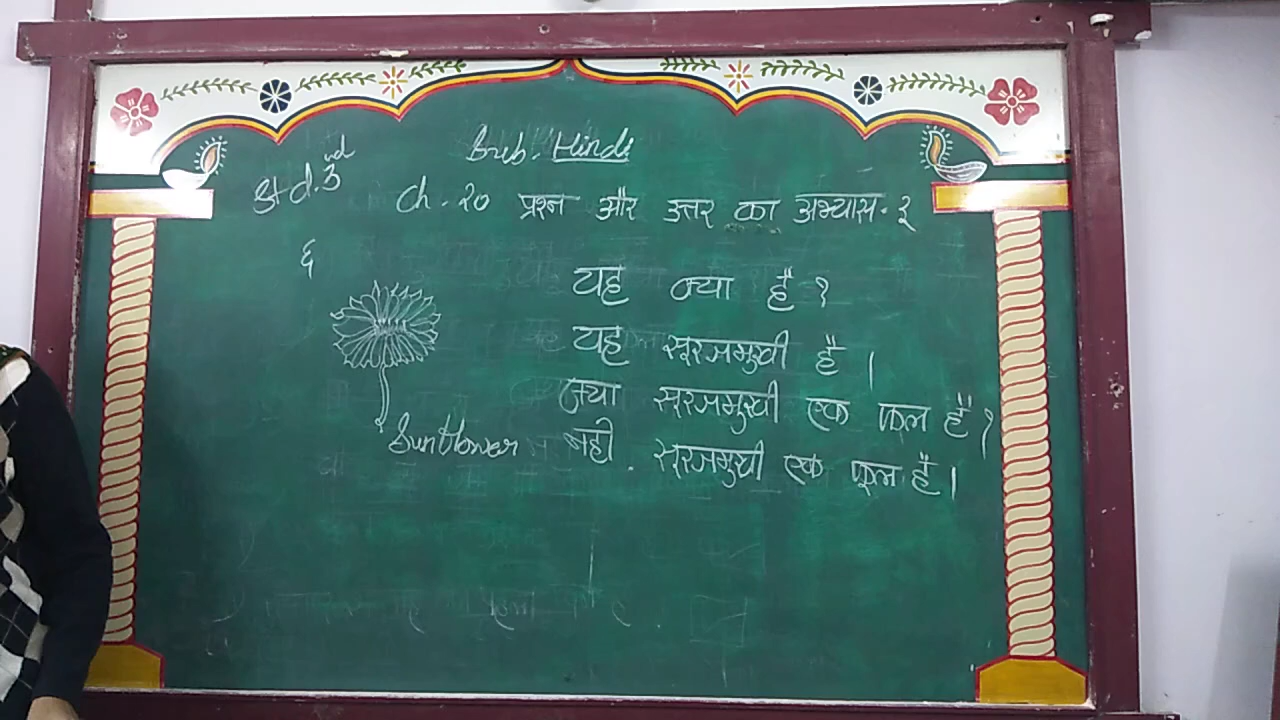 Sub. Hindi
Std. 3rd
Ch. २० प्रश्न और उत्तर का अभ्यास-३
६
यह क्या है?
यह सूरजमुखी है।
क्या सूरजमुखी एक फल है?
Sunflower
नही. सूरजमुखी एक फूल है।